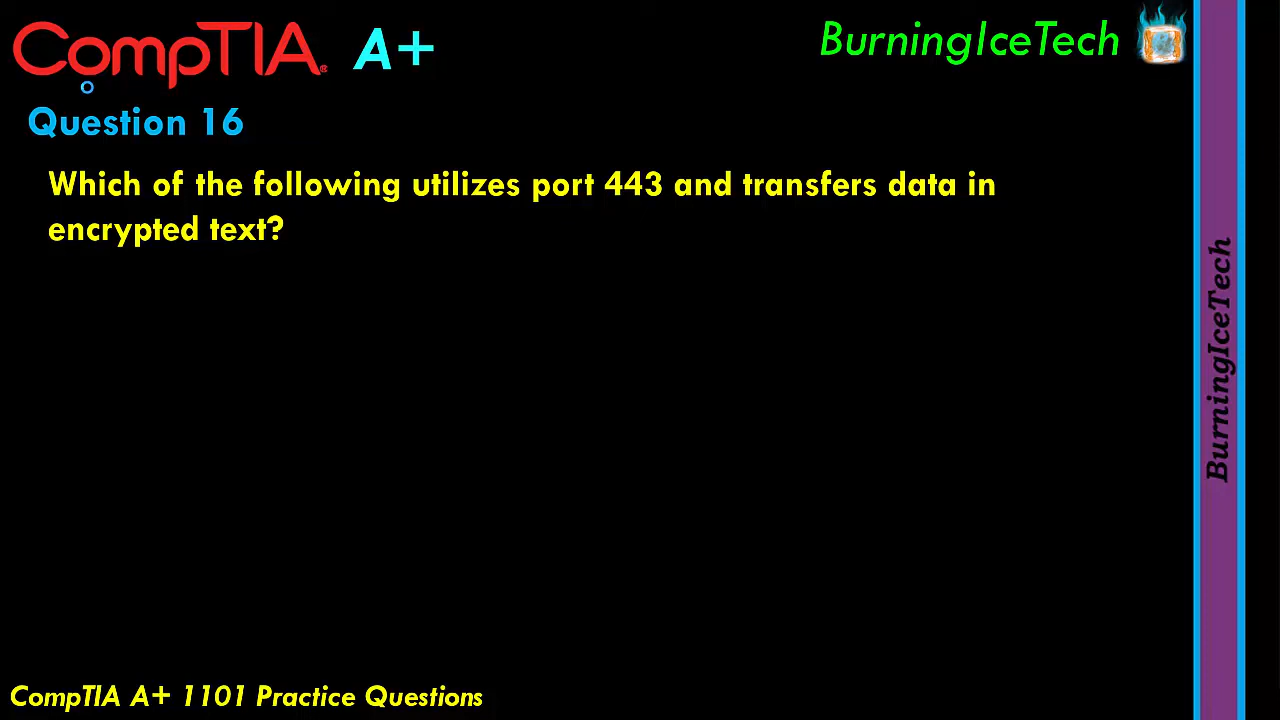 CompTIA® A+
BurningIceTech
Question 16
Which of the following utilizes port 443 and transfers data in
encrypted text?
BurningIceTech
CompTIA A+ 1101 Practice Questions